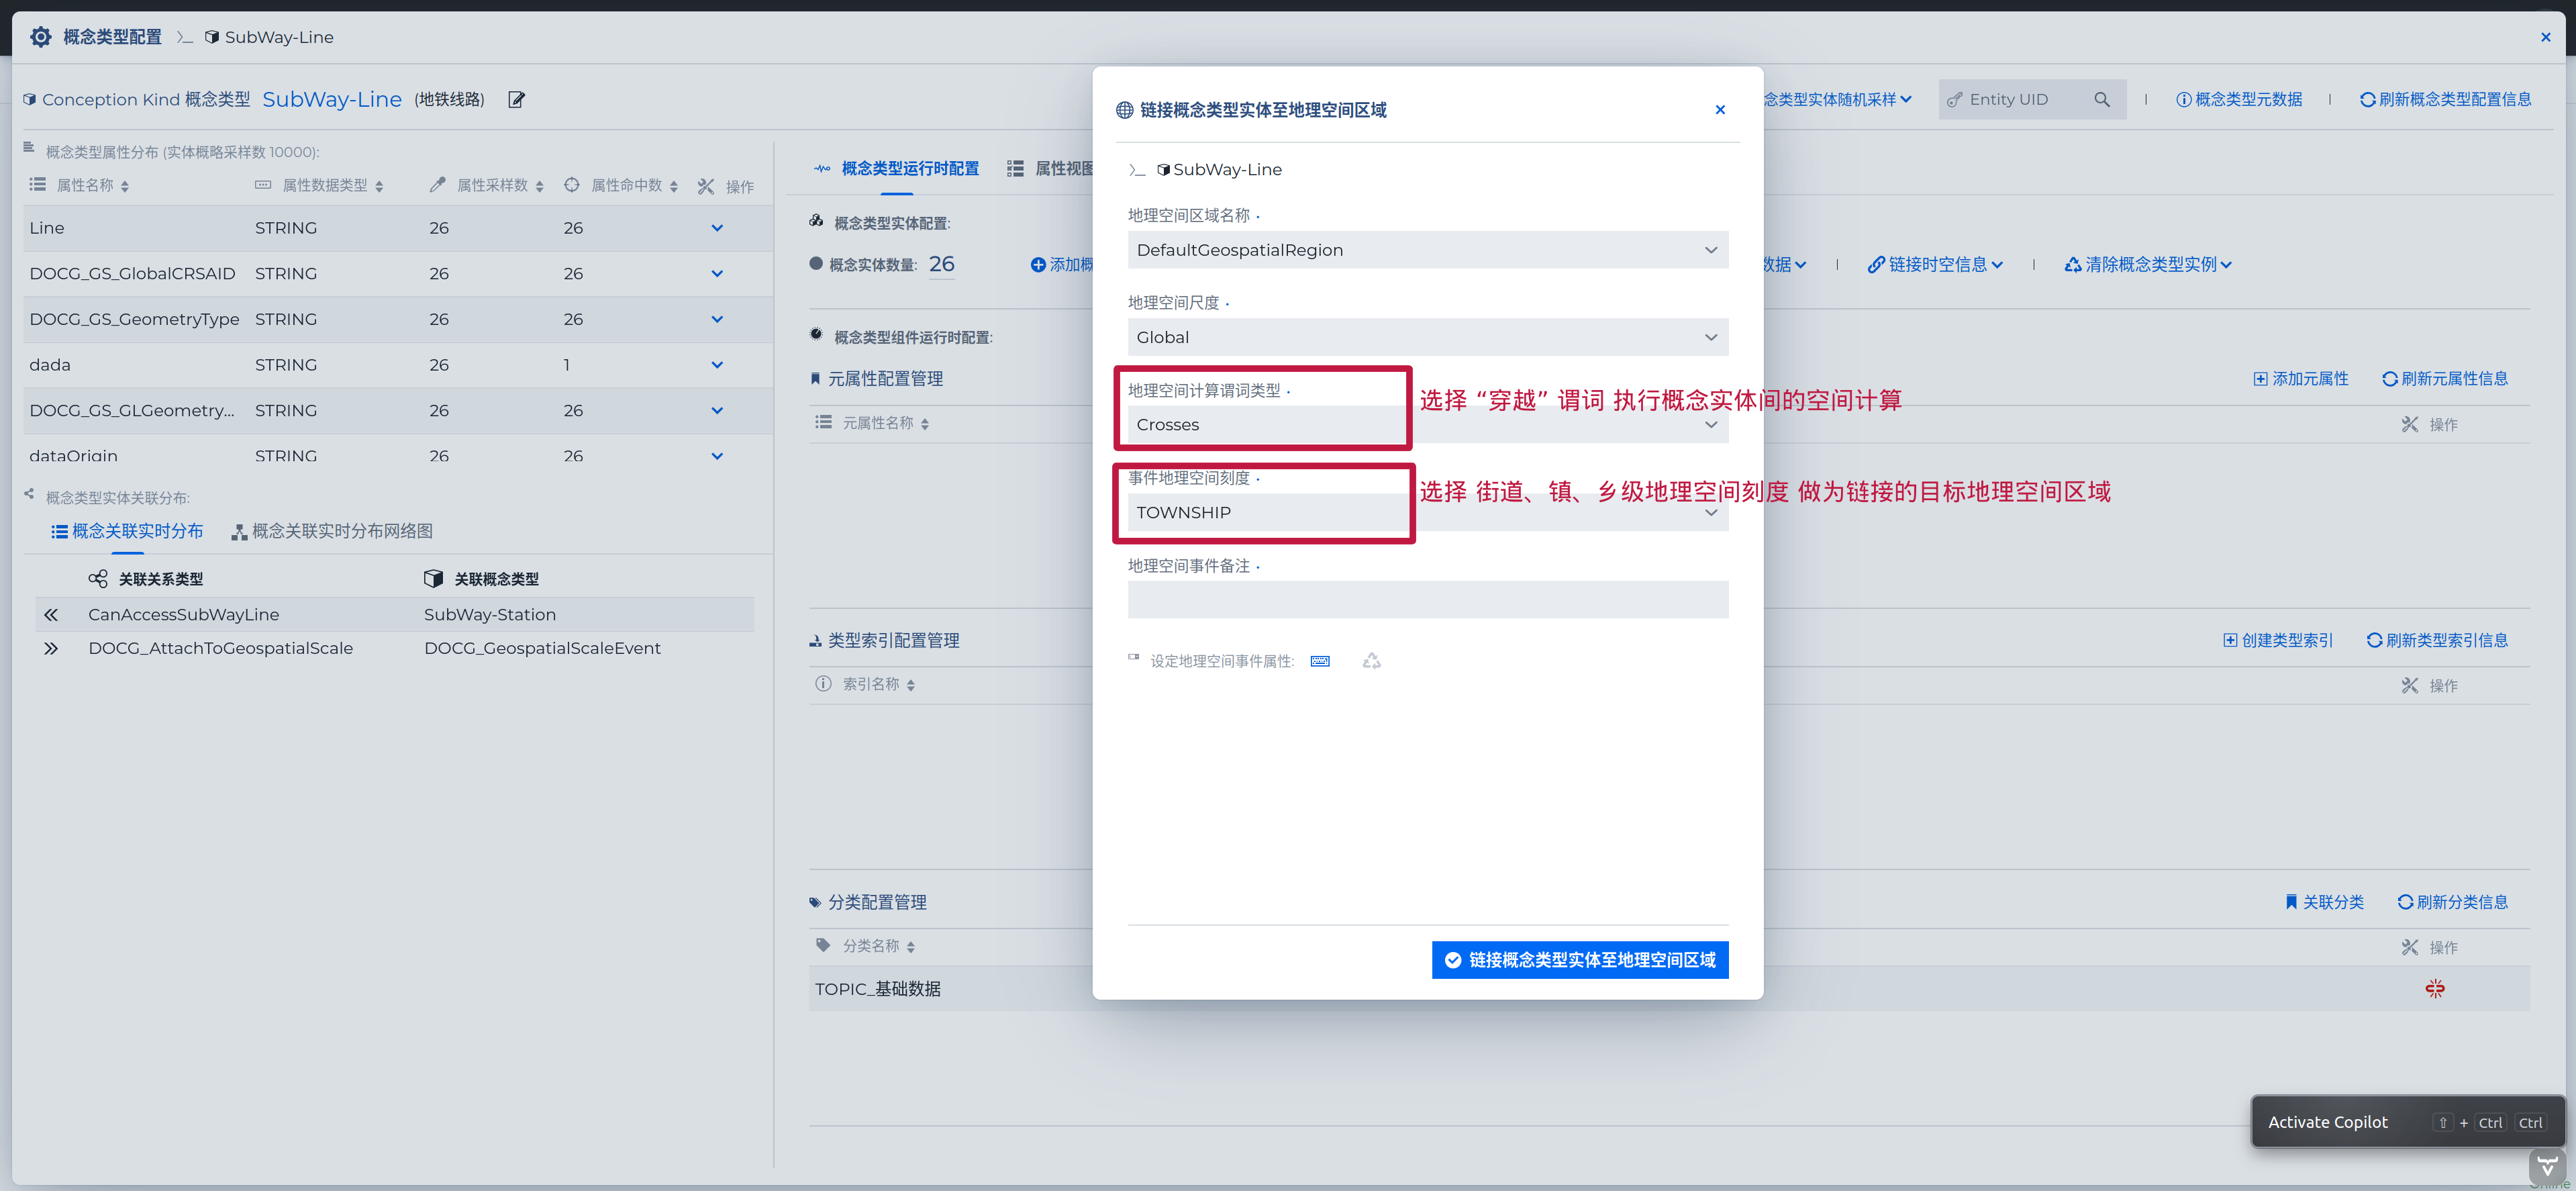 概念类型配置 SubWay-Line
Conception Kind 概念类型 SubWay-Line (地铁线路)
念类型实体随机采样 Entity UID 概念类型元数据 刷新概念类型配置信息
概念类型属性分布 (实体概略采样数 10000):
属性名称 属性数据类型 属性采样数 属性命中数 操作
Line STRING 26 26
DOCG_GS_GlobalCRSAID STRING 26 26
DOCG_GS_GeometryType STRING 26 26
dada STRING 26 1
DOCG_GS_GLGeometry... STRING 26 26
dataOrigin STRING 26 26
概念类型实体关联分布:
概念关联实时分布 概念关联实时分布网络图
关联关系类型 关联概念类型
CanAccessSubWayLine SubWay-Station
DOCG_AttachToGeospatialScale DOCG_GeospatialScaleEvent
概念类型运行时配置 属性视图
概念类型实体配置:
概念实体数量: 26 添加概 数据 链接时空信息 清除概念类型实例
概念类型组件运行时配置:
元属性配置管理 添加元属性 刷新元属性信息
元属性名称 操作
类型索引配置管理 创建类型索引 刷新类型索引信息
索引名称 操作
分类配置管理 关联分类 刷新分类信息
分类名称 操作
TOPIC_基础数据
链接概念类型实体至地理空间区域
SubWay-Line
地理空间区域名称
DefaultGeospatialRegion
地理空间尺度
Global
地理空间计算谓词类型
Crosses
选择 “穿越” 谓词 执行概念实体间的空间计算
事件地理空间刻度
TOWNSHIP
选择 街道、镇、乡级地理空间刻度 做为链接的目标地理空间区域
地理空间事件备注
设定地理空间事件属性:
链接概念类型实体至地理空间区域
Activate Copilot ⇧ + Ctrl Ctrl